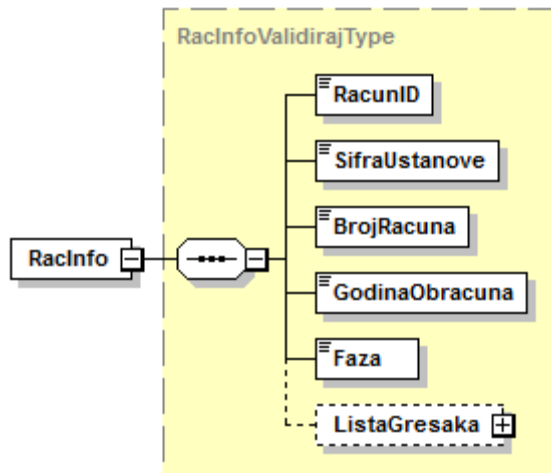 RacInfoValidirajType
RacunID
SifraUstanove
BrojRacuna
RacInfo
GodinaObracuna
Faza
ListaGresaka